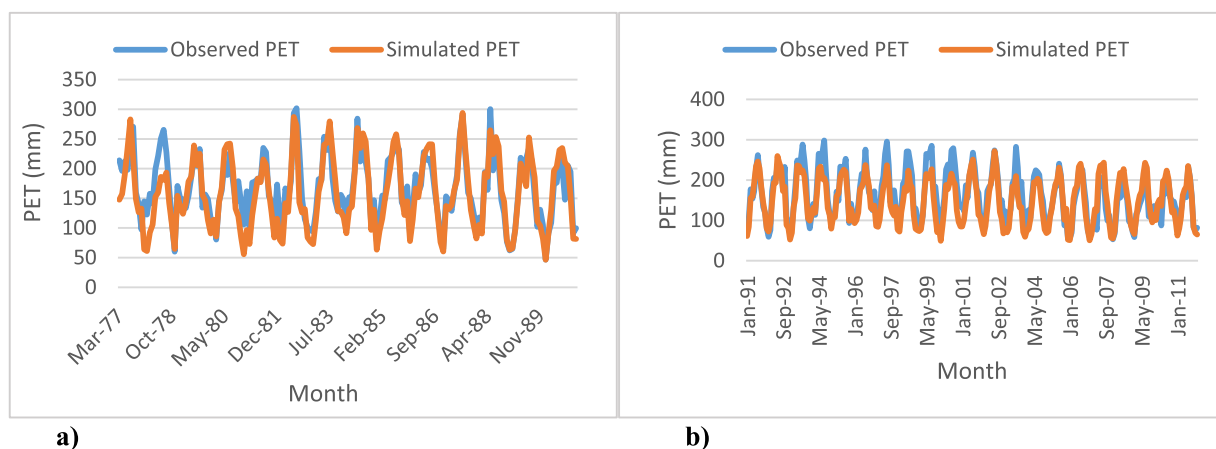 Observed PET
Simulated PET
350
300
250
200
150
100
50
0
PET (mm)
Mar-77
Oct-78
May-80
Dec-81
Jul-83
Feb-85
Sep-86
Apr-88
Nov-89
Month
a)
Observed PET
Simulated PET
400
300
200
100
0
PET (mm)
Jan-91
Sep-92
May-94
Jan-96
Sep-97
May-99
Jan-01
Sep-02
May-04
Jan-06
Sep-07
May-09
Jan-11
Month
b)